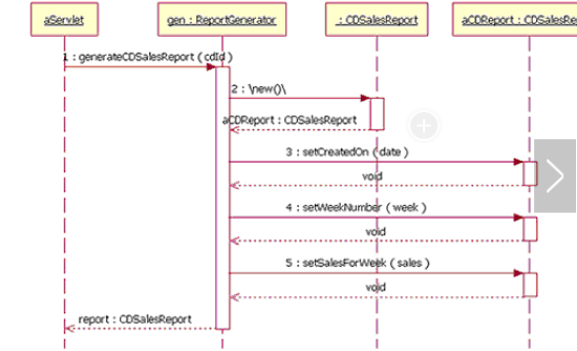 aServlet
gen : ReportGenerator
: CDSalesReport
aCDReport : CDSalesRe
1 : generateCDSalesReport ( cdId )
2 : \new()\
aCDReport : CDSalesReport
3 : setCreatedOn ( date )
void
4 : setWeekNumber ( week )
void
5 : setSalesForWeek ( sales )
void
report : CDSalesReport